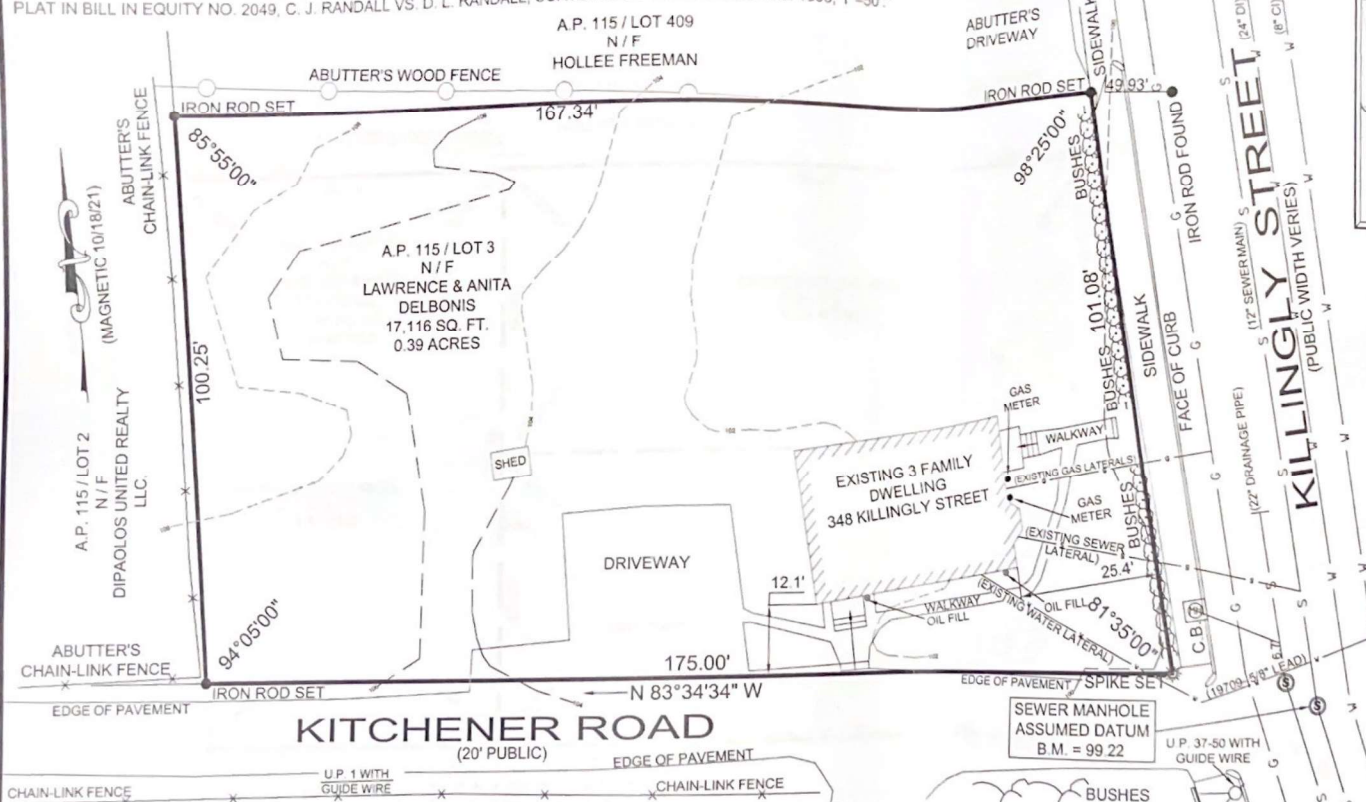 PLAT IN BILL IN EQUITY NO. 2049, C. J. RANDALL VS. D. L. RANDALL,
A.P. 115 / LOT 409
N / F
HOLLEE FREEMAN
ABUTTER'S
DRIVEWAY
SIDEWALK
ABUTTER'S WOOD FENCE
IRON ROD SET
167.34'
IRON ROD SET
49.93'
ABUTTER'S
CHAIN-LINK FENCE
85°55'00"
98°25'00"
BUSHES
IRON ROD FOUND
(MAGNETIC 10/18/21)
A.P. 115 / LOT 3
N / F
LAWRENCE & ANITA
DELBONIS
17,116 SQ. FT.
0.39 ACRES
100.25'
101.08'
BUSHES
SIDEWALK
FACE OF CURB
(12" SEWER MAIN)
KILLINGLY STREET
(PUBLIC WIDTH VERIES)
(22" DRAINAGE PIPE)
A.P. 115 / LOT 2
N / F
DIPAOLOS UNITED REALTY
LLC.
GAS
METER
WALKWAY
SHED
EXISTING 3 FAMILY
DWELLING
348 KILLINGLY STREET
(EXISTING GAS LATERALS)
GAS
METER
BUSHES
(EXISTING SEWER
LATERAL)
25.4'
DRIVEWAY
12.1'
WALKWAY
OIL FILL
OIL FILL
(EXISTING WATER LATERAL)
81°35'00"
C.B.
94°05'00"
ABUTTER'S
CHAIN-LINK FENCE
175.00'
IRON ROD SET
N 83°34'34" W
EDGE OF PAVEMENT
SPIKE SET
6.7'
EDGE OF PAVEMENT
KITCHENER ROAD
(20' PUBLIC)
SEWER MANHOLE
ASSUMED DATUM
B.M. = 99.22
U.P. 37-50 WITH
GUIDE WIRE
EDGE OF PAVEMENT
U.P. 1 WITH
GUIDE WIRE
CHAIN-LINK FENCE
CHAIN-LINK FENCE
BUSHES